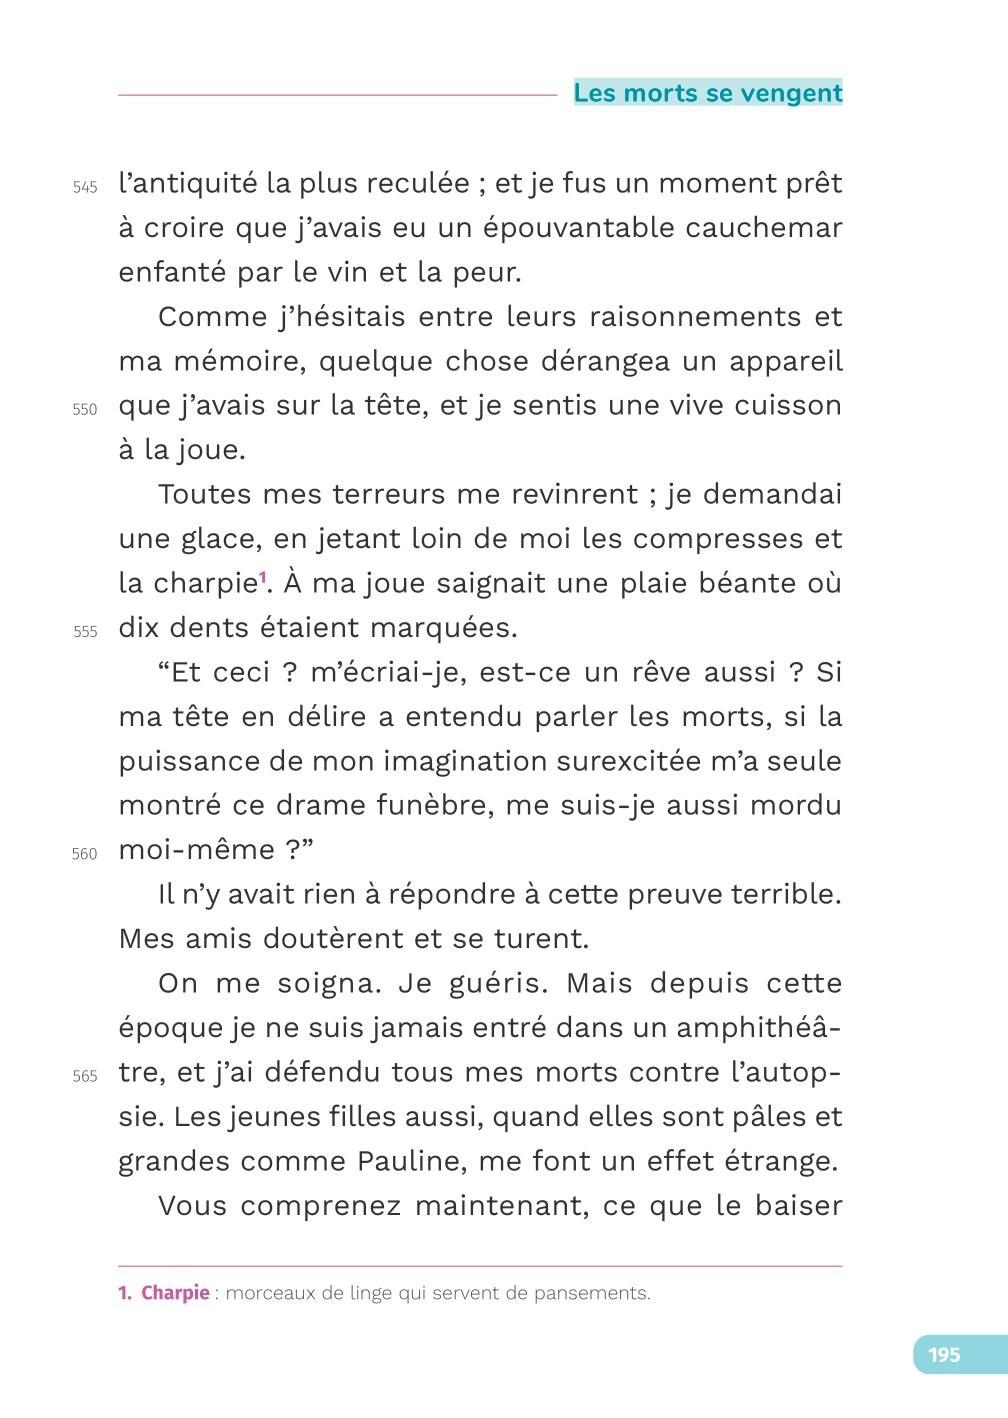 Les morts se vengent
545 l’antiquité la plus reculée ; et je fus un moment prêt
à croire que j’avais eu un épouvantable cauchemar
enfanté par le vin et la peur.
Comme j’hésitais entre leurs raisonnements et
ma mémoire, quelque chose dérangea un appareil
550 que j’avais sur la tête, et je sentis une vive cuisson
à la joue.
Toutes mes terreurs me revinrent ; je demandai
une glace, en jetant loin de moi les compresses et
la charpie¹. À ma joue saignait une plaie béante où
555 dix dents étaient marquées.
“Et ceci ? m’écriai-je, est-ce un rêve aussi ? Si
ma tête en délire a entendu parler les morts, si la
puissance de mon imagination surexcitée m’a seule
montré ce drame funèbre, me suis-je aussi mordu
560 moi-même ?”
Il n’y avait rien à répondre à cette preuve terrible.
Mes amis doutèrent et se turent.
On me soigna. Je guéris. Mais depuis cette
époque je ne suis jamais entré dans un amphithéâ-
565 tre, et j’ai défendu tous mes morts contre l’autop-
sie. Les jeunes filles aussi, quand elles sont pâles et
grandes comme Pauline, me font un effet étrange.
Vous comprenez maintenant, ce que le baiser
1. Charpie : morceaux de linge qui servent de pansements.
195